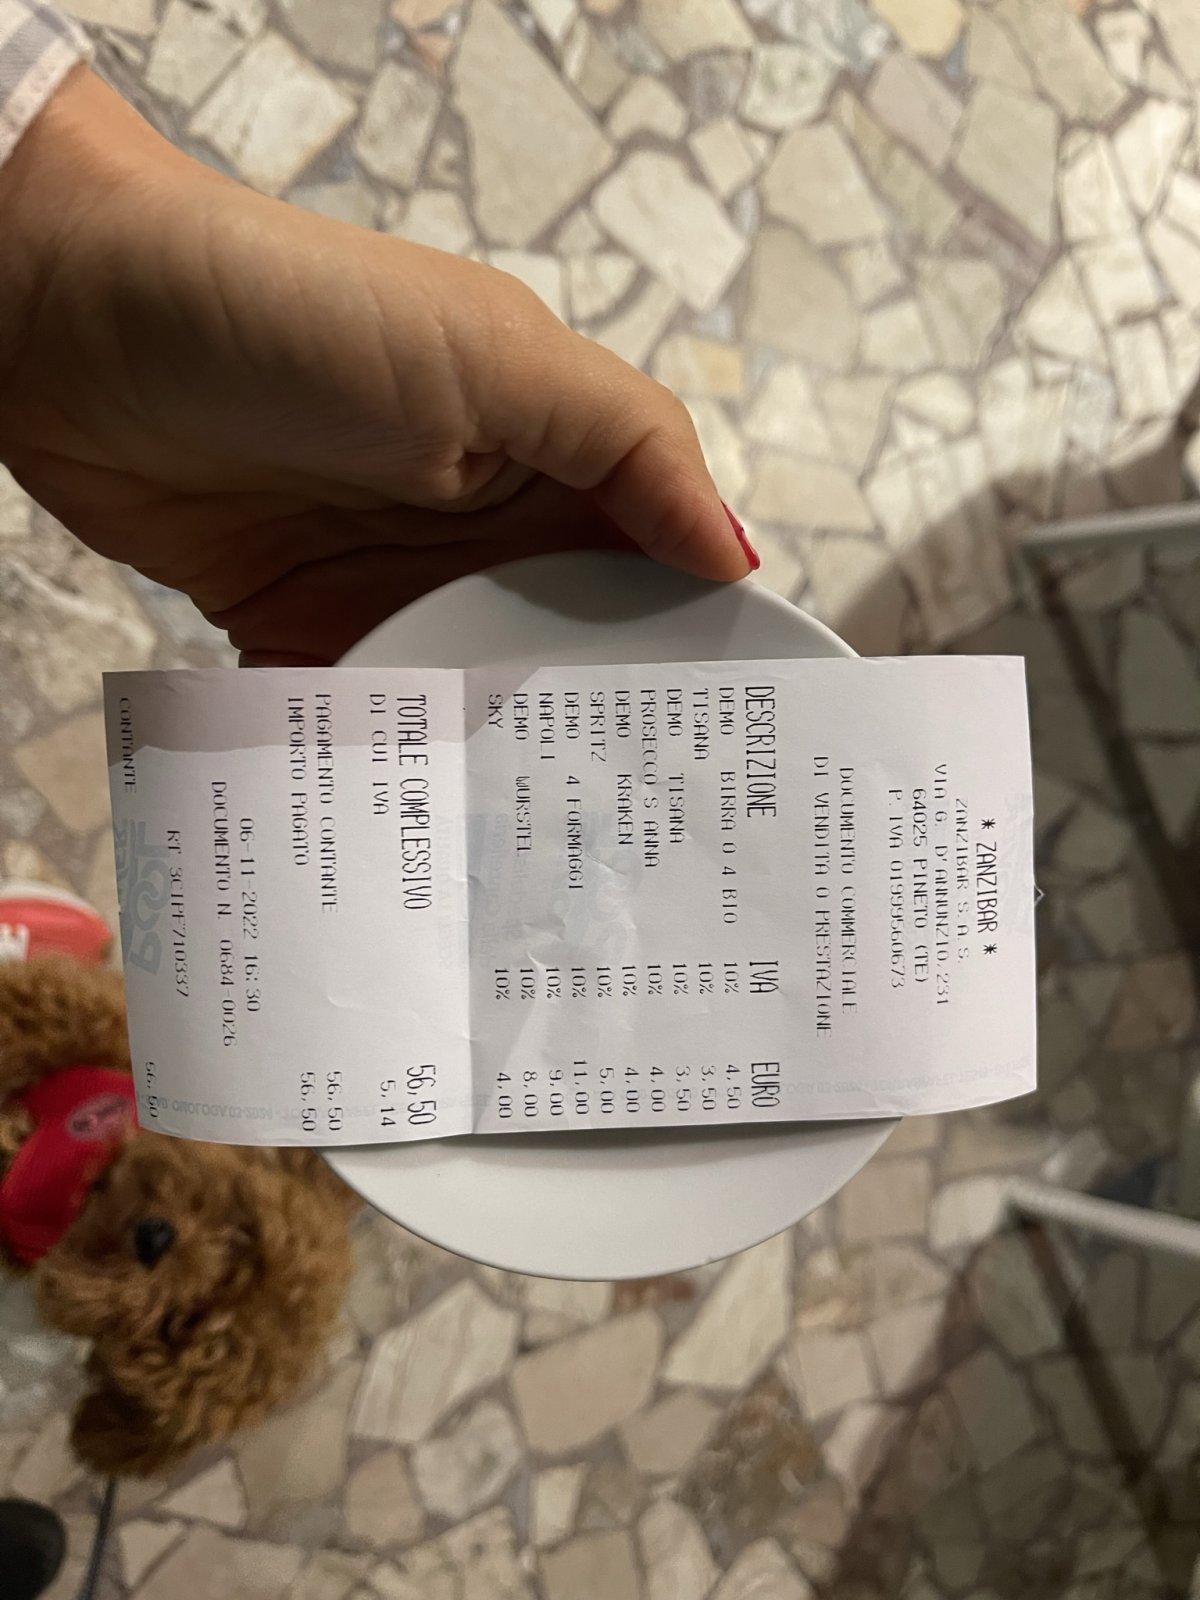 * ZANZIBAR *
ZANZIBAR S.A.S.
VIA G. D'ANNUNZIO,231
64025 PINETO (TE)
P. IVA 01999560673
DOCUMENTO COMMERCIALE
DI VENDITA O PRESTAZIONE
DESCRIZIONE IVA EURO
DEMO BIRRA 0 4 BIO 10% 4,50
TISANA 10% 3,50
DEMO TISANA 10% 3,50
PROSECCO S ANNA 10% 4,00
DEMO KRAKEN 10% 4,00
SPRITZ 10% 5,00
DEMO 4 FORMAGGI 10% 11,00
NAPOLI 10% 9,00
DEMO WURSTEL 10% 8,00
SKY 10% 4,00
TOTALE COMPLESSIVO 56,50
DI CUI IVA 5,14
PAGAMENTO CONTANTE 56,50
IMPORTO PAGATO 56,50
06-11-2022 16:30
DOCUMENTO N. 0684-0026
RT 5CIPF710337
CONTANTE 56,50